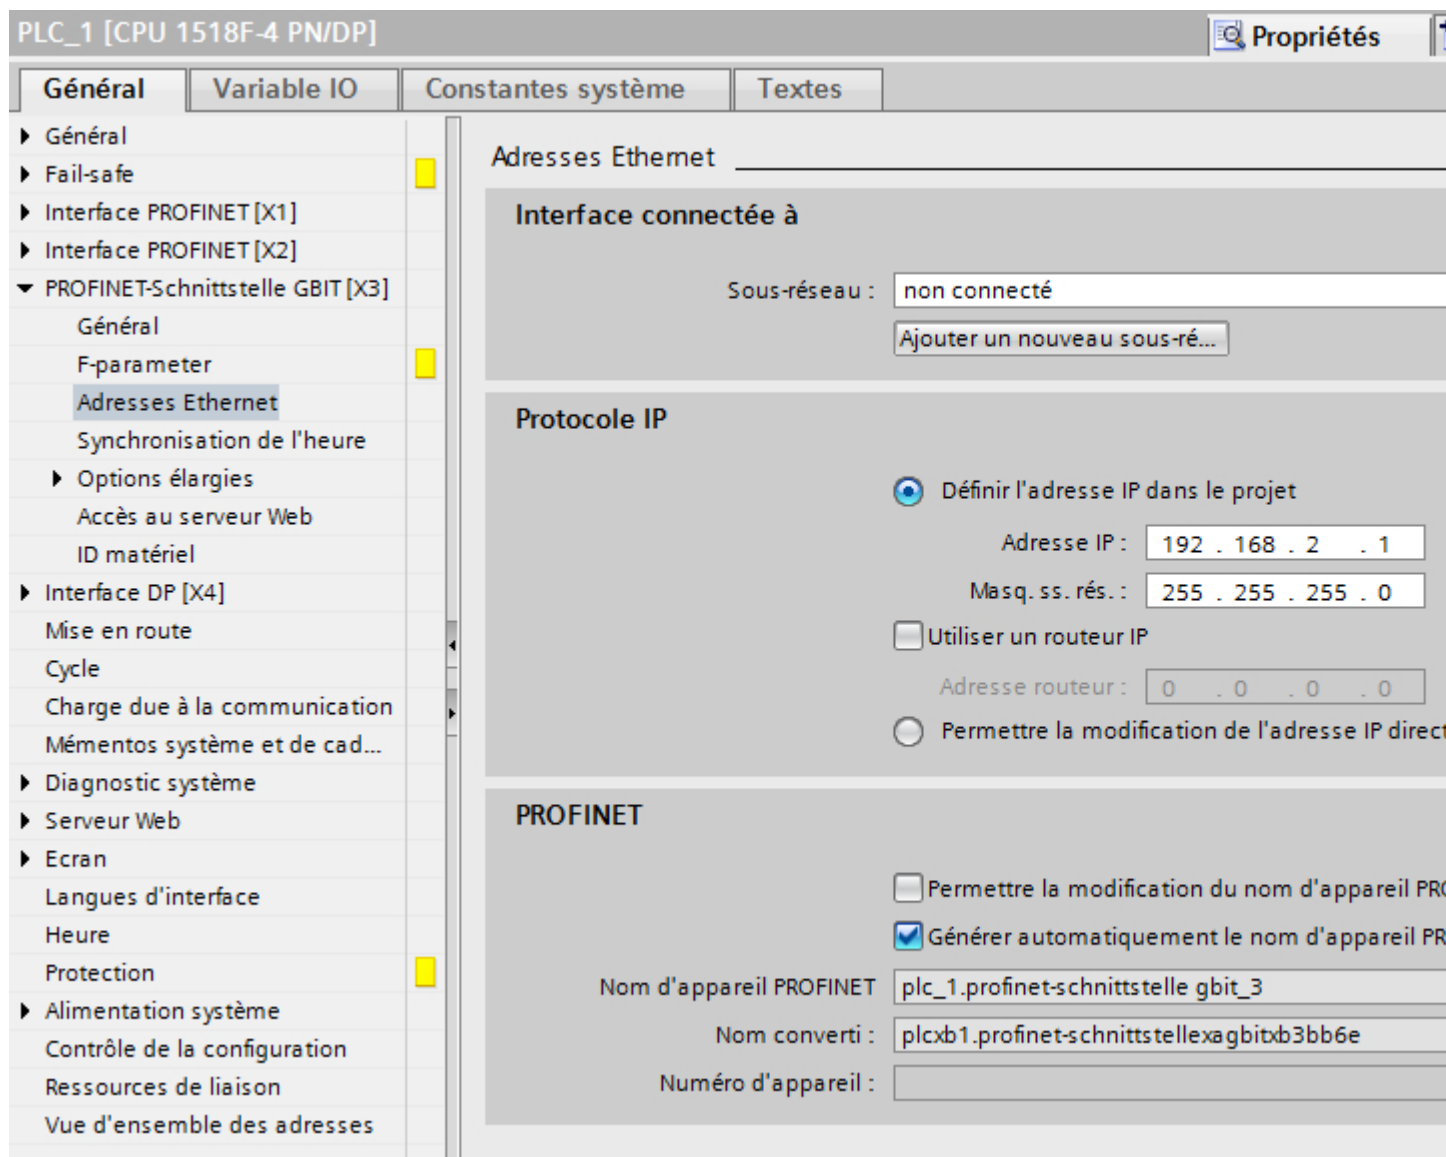 PLC_1 [CPU 1518F-4 PN/DP]
Propriétés
Général
Variable IO
Constantes système
Textes
Général
Fail-safe
Interface PROFINET [X1]
Interface PROFINET [X2]
PROFINET-Schnittstelle GBIT [X3]
Général
F-parameter
Adresses Ethernet
Synchronisation de l'heure
Options élargies
Accès au serveur Web
ID matériel
Interface DP [X4]
Mise en route
Cycle
Charge due à la communication
Mémentos système et de cad...
Diagnostic système
Serveur Web
Ecran
Langues d'interface
Heure
Protection
Alimentation système
Contrôle de la configuration
Ressources de liaison
Vue d'ensemble des adresses
Adresses Ethernet
Interface connectée à
Sous-réseau : non connecté
Ajouter un nouveau sous-ré...
Protocole IP
Définir l'adresse IP dans le projet
Adresse IP : 192 . 168 . 2 . 1
Masq. ss. rés. : 255 . 255 . 255 . 0
Utiliser un routeur IP
Adresse routeur : 0 . 0 . 0 . 0
Permettre la modification de l'adresse IP direct
PROFINET
Permettre la modification du nom d'appareil PRO
Générer automatiquement le nom d'appareil PR
Nom d'appareil PROFINET plc_1.profinet-schnittstelle gbit_3
Nom converti : plcxb1.profinet-schnittstellexagbitxb3bb6e
Numéro d'appareil :